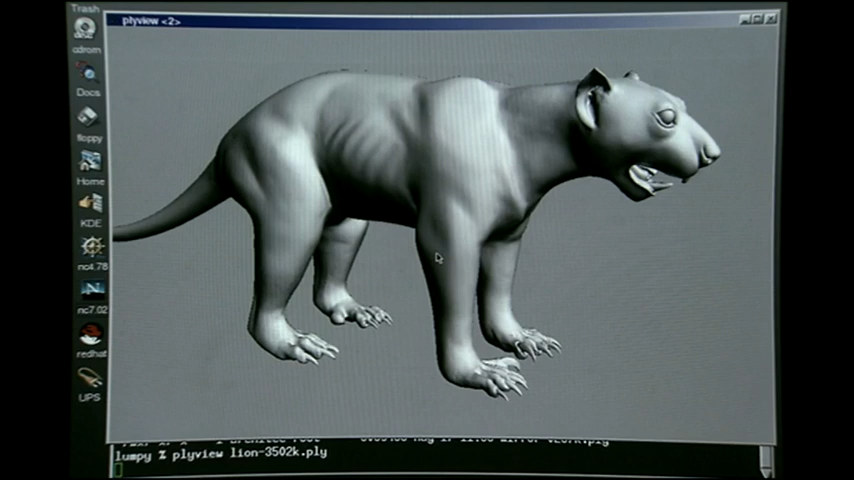 Trash
plyview <2>
cdrom
Docs
floppy
Home
KDE
nc4.78
nc7.02
redhat
UPS
lumpy % plyview lion-3502k.ply